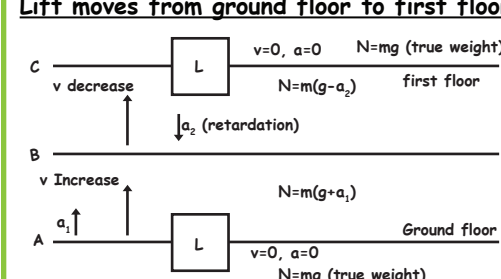 Lift moves from ground floor to first floo
v=0, a=0 N=mg (true weight)
C L
v decrease N=m(g-a₂) first floor
a₂ (retardation)
B
v Increase
N=m(g+a₁)
a₁
A L Ground floor
v=0, a=0
N=mg (true weight)